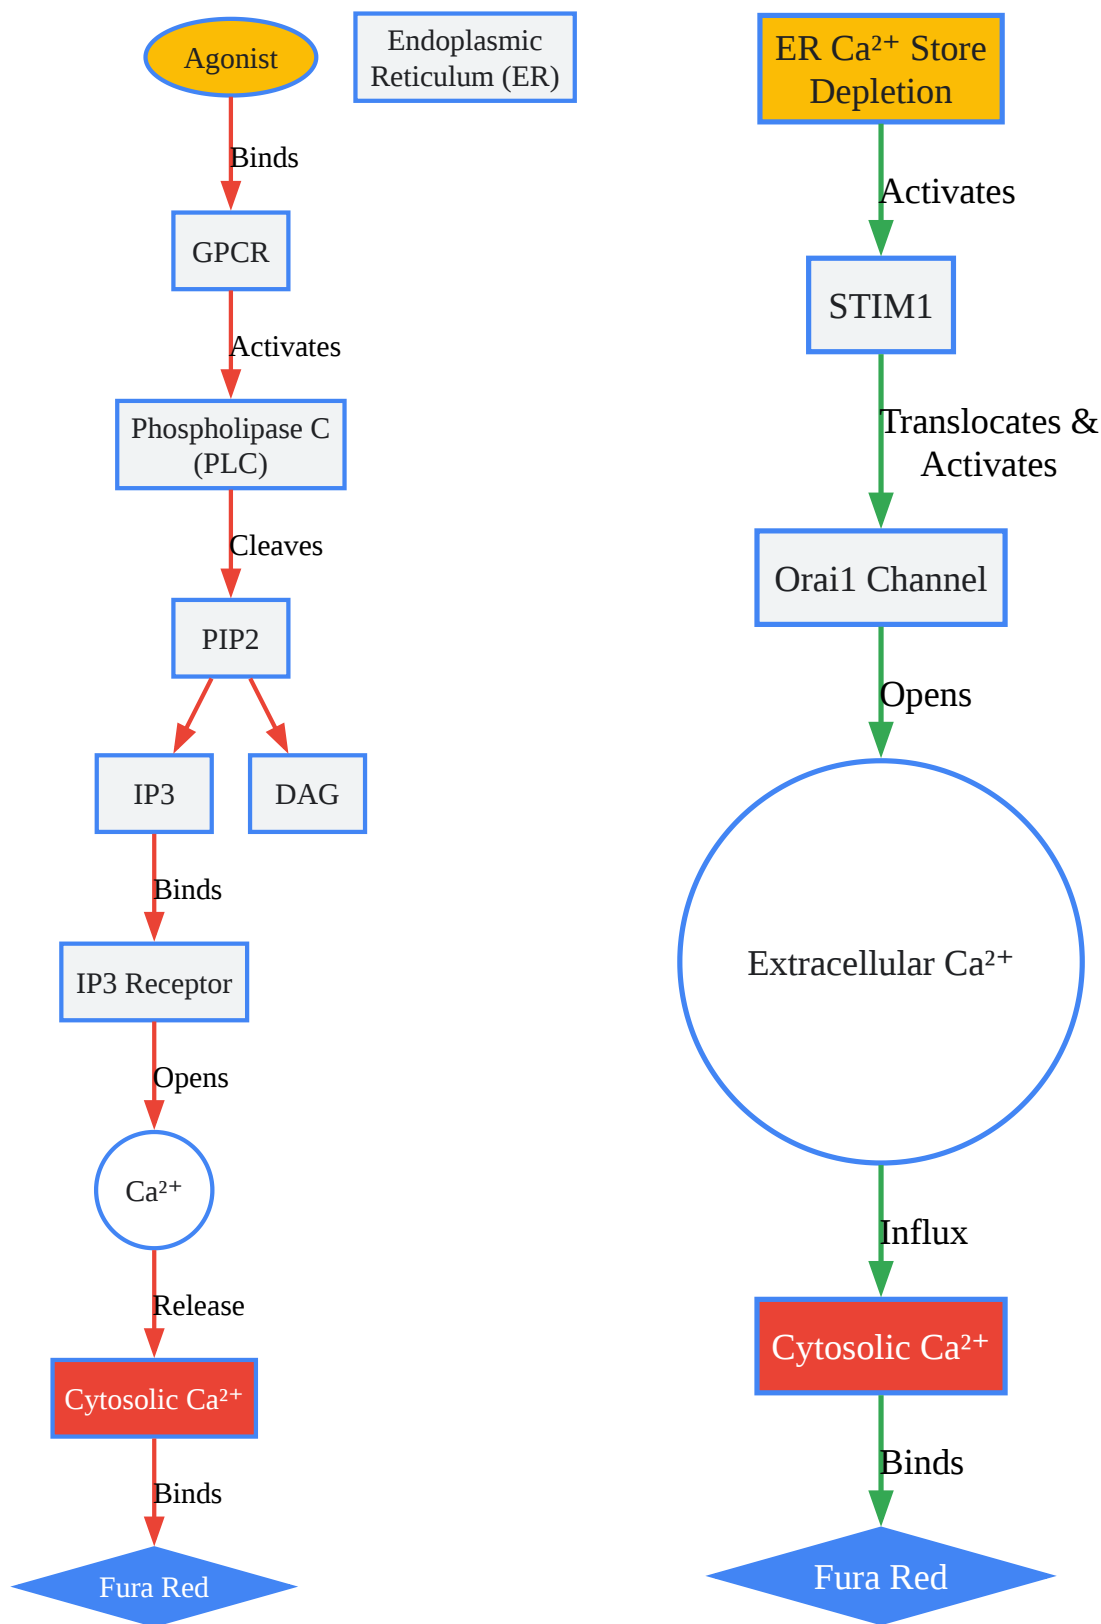 Agonist
Endoplasmic
Reticulum (ER)
Binds
GPCR
Activates
Phospholipase C
(PLC)
Cleaves
PIP2
IP3
DAG
Binds
IP3 Receptor
Opens
Ca²⁺
Release
Cytosolic Ca²⁺
Binds
Fura Red
ER Ca²⁺ Store
Depletion
Activates
STIM1
Translocates &
Activates
Orai1 Channel
Opens
Extracellular Ca²⁺
Influx
Cytosolic Ca²⁺
Binds
Fura Red